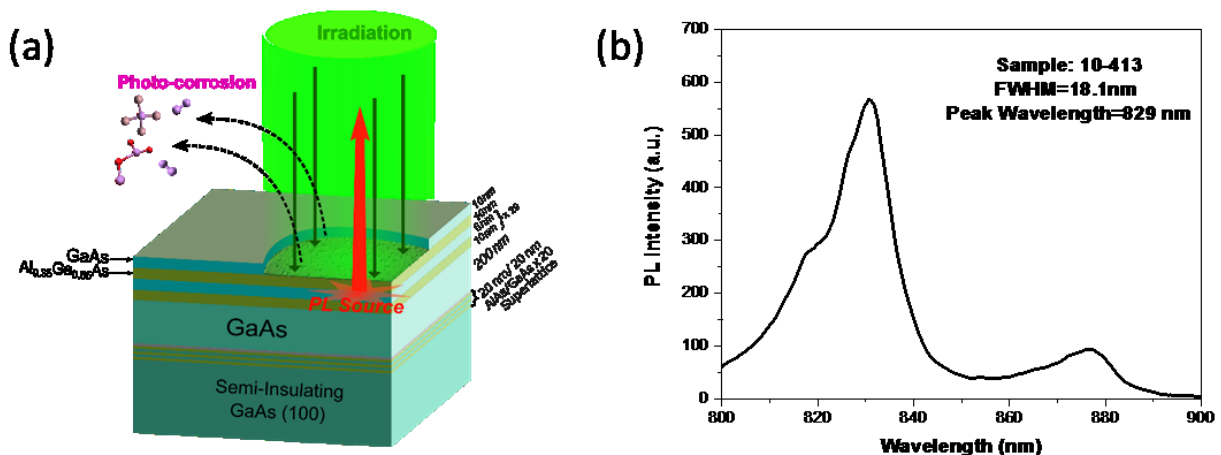 (a)
Irradiation
Photo-corrosion
10nm
10nm
6nm
10nm } x 29
200 nm
20 nm/ 20 nm
AlAs/GaAs x 20
Superlattice
GaAs
Al0.35Ga0.65As
PL Source
GaAs
Semi-Insulating
GaAs (100)
(b)
Sample: 10-413
FWHM=18.1nm
Peak Wavelength=829 nm
PL Intensity (a.u.)
700
600
500
400
300
200
100
0
800 820 840 860 880 900
Wavelength (nm)